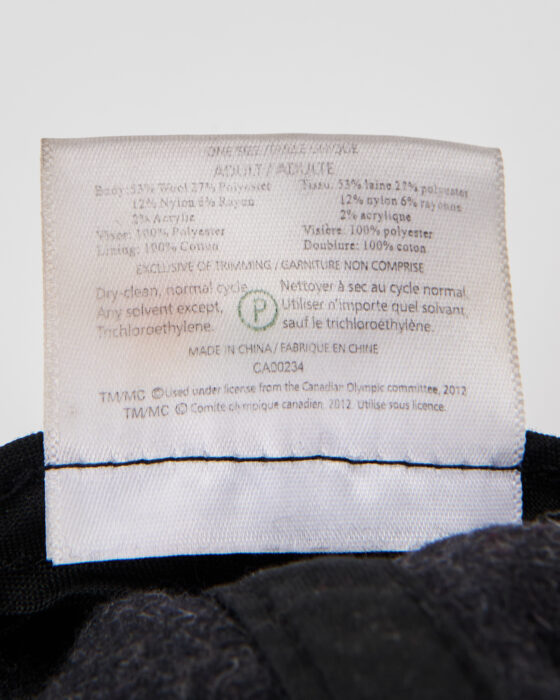 ONE SIZE / TAILLE UNIQUE
ADULT / ADULTE
Body: 53% Wool 27% Polyester
12% Nylon 6% Rayon
2% Acrylic
Visor: 100% Polyester
Lining: 100% Cotton
Tissu. 53% laine 27% polyester
12% nylon 6% rayonne
2% acrylique
Visière: 100% polyester
Doublure: 100% coton
EXCLUSIVE OF TRIMMING / GARNITURE NON COMPRISE
Dry-clean, normal cycle.
Any solvent except,
Trichloroethylene.
P
Nettoyer à sec au cycle normal.
Utiliser n'importe quel solvant,
sauf le trichloroéthylène.
MADE IN CHINA / FABRIQUE EN CHINE
CA00234
TM/MC ©Used under license from the Canadian Olympic committee, 2012
TM/MC © Comité olympique canadien, 2012. Utilisé sous licence.